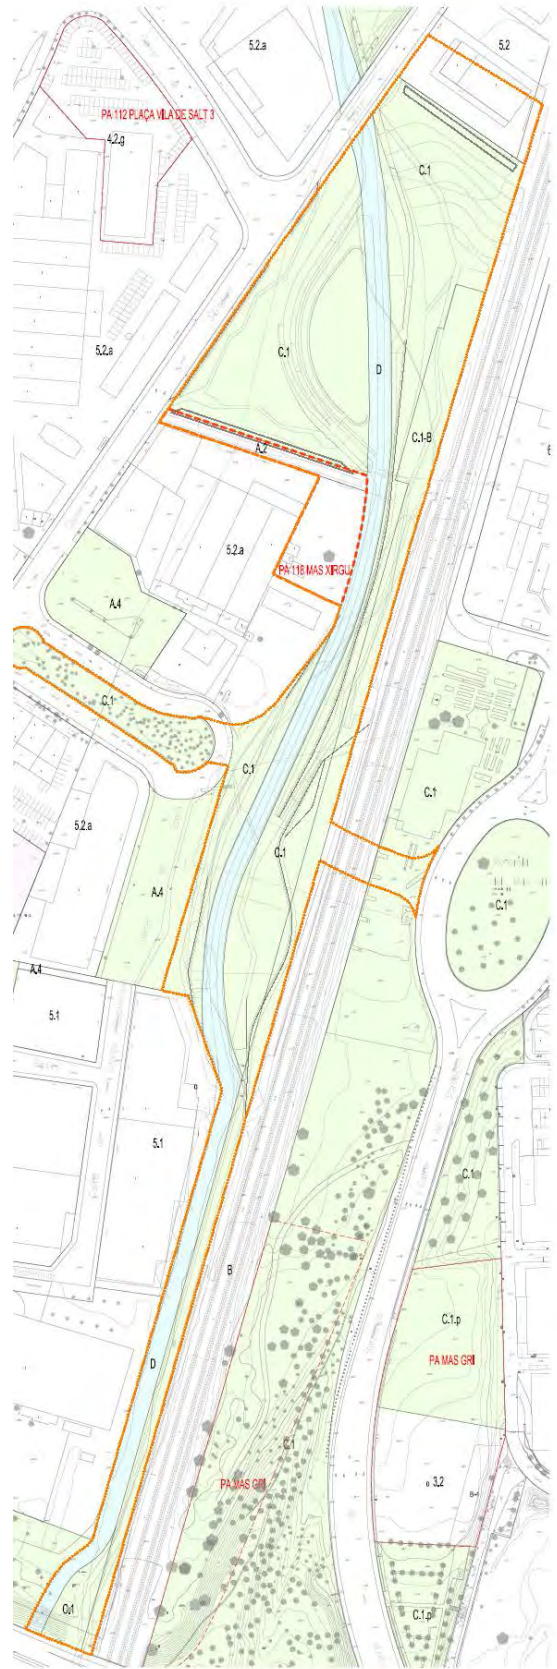 5.2.a
5.2
PA 112 PLAÇA VILA DE SALT 3
4.2.g
C.1
5.2.a
C.1
D
C.1-B
A.2
5.2.a
PA 118 MAS XIRGU
A.4
C.1
C.1
C.1
5.2.a
C.1
A.4
C.1
A.4
5.1
5.1
C.1
B
C.1.p
PA MAS GRI
D
C.1
3.2
PA MAS GRI
C.1
C.1.p